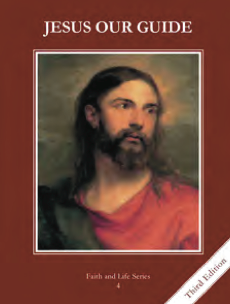 JESUS OUR GUIDE
Faith and Life Series
4
Third Edition